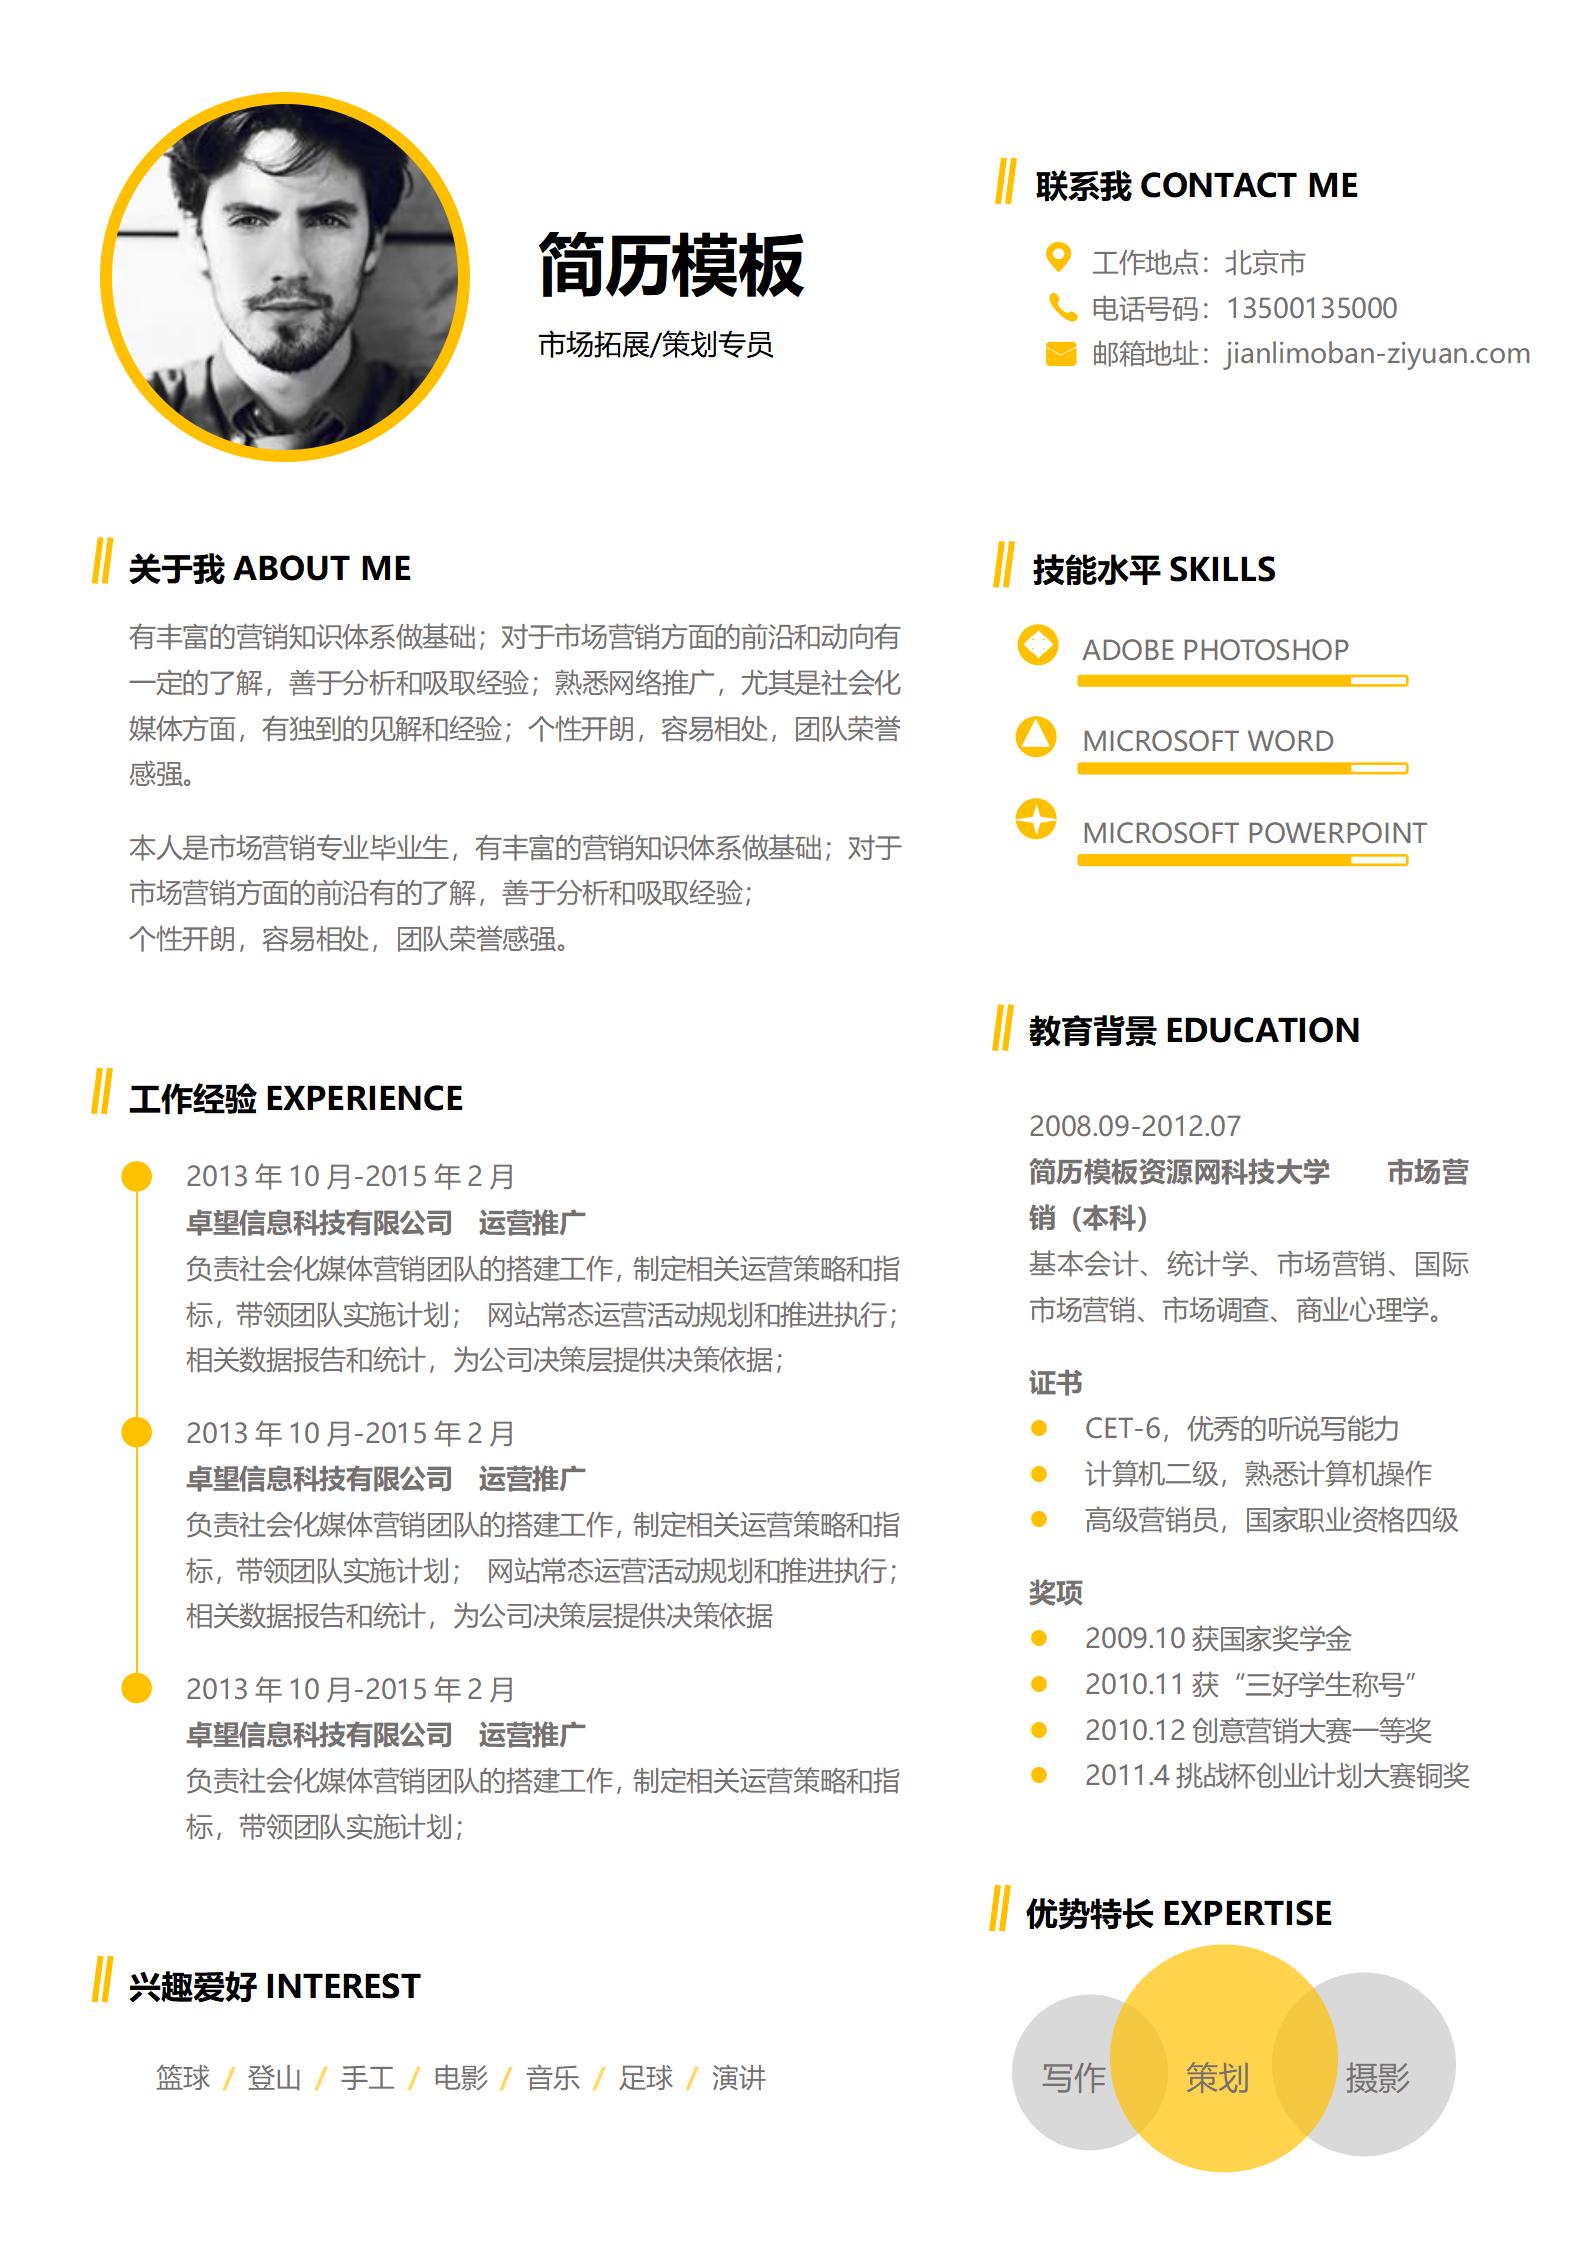 简历模板
市场拓展/策划专员
联系我 CONTACT ME
工作地点：北京市
电话号码：13500135000
邮箱地址：jianlimoban-ziyuan.com
关于我 ABOUT ME
有丰富的营销知识体系做基础；对于市场营销方面的前沿和动向有
一定的了解，善于分析和吸取经验；熟悉网络推广，尤其是社会化
媒体方面，有独到的见解和经验；个性开朗，容易相处，团队荣誉
感强。
本人是市场营销专业毕业生，有丰富的营销知识体系做基础；对于
市场营销方面的前沿有的了解，善于分析和吸取经验；
个性开朗，容易相处，团队荣誉感强。
工作经验 EXPERIENCE
2013 年 10 月-2015 年 2 月
卓望信息科技有限公司　运营推广
负责社会化媒体营销团队的搭建工作，制定相关运营策略和指
标，带领团队实施计划； 网站常态运营活动规划和推进执行；
相关数据报告和统计，为公司决策层提供决策依据；
2013 年 10 月-2015 年 2 月
卓望信息科技有限公司　运营推广
负责社会化媒体营销团队的搭建工作，制定相关运营策略和指
标，带领团队实施计划； 网站常态运营活动规划和推进执行；
相关数据报告和统计，为公司决策层提供决策依据
2013 年 10 月-2015 年 2 月
卓望信息科技有限公司　运营推广
负责社会化媒体营销团队的搭建工作，制定相关运营策略和指
标，带领团队实施计划；
兴趣爱好 INTEREST
篮球 / 登山 / 手工 / 电影 / 音乐 / 足球 / 演讲
技能水平 SKILLS
ADOBE PHOTOSHOP
MICROSOFT WORD
MICROSOFT POWERPOINT
教育背景 EDUCATION
2008.09-2012.07
简历模板资源网科技大学　　市场营
销（本科）
基本会计、统计学、市场营销、国际
市场营销、市场调查、商业心理学。
证书
CET-6，优秀的听说写能力
计算机二级，熟悉计算机操作
高级营销员，国家职业资格四级
奖项
2009.10 获国家奖学金
2010.11 获“三好学生称号”
2010.12 创意营销大赛一等奖
2011.4 挑战杯创业计划大赛铜奖
优势特长 EXPERTISE
写作 策划 摄影